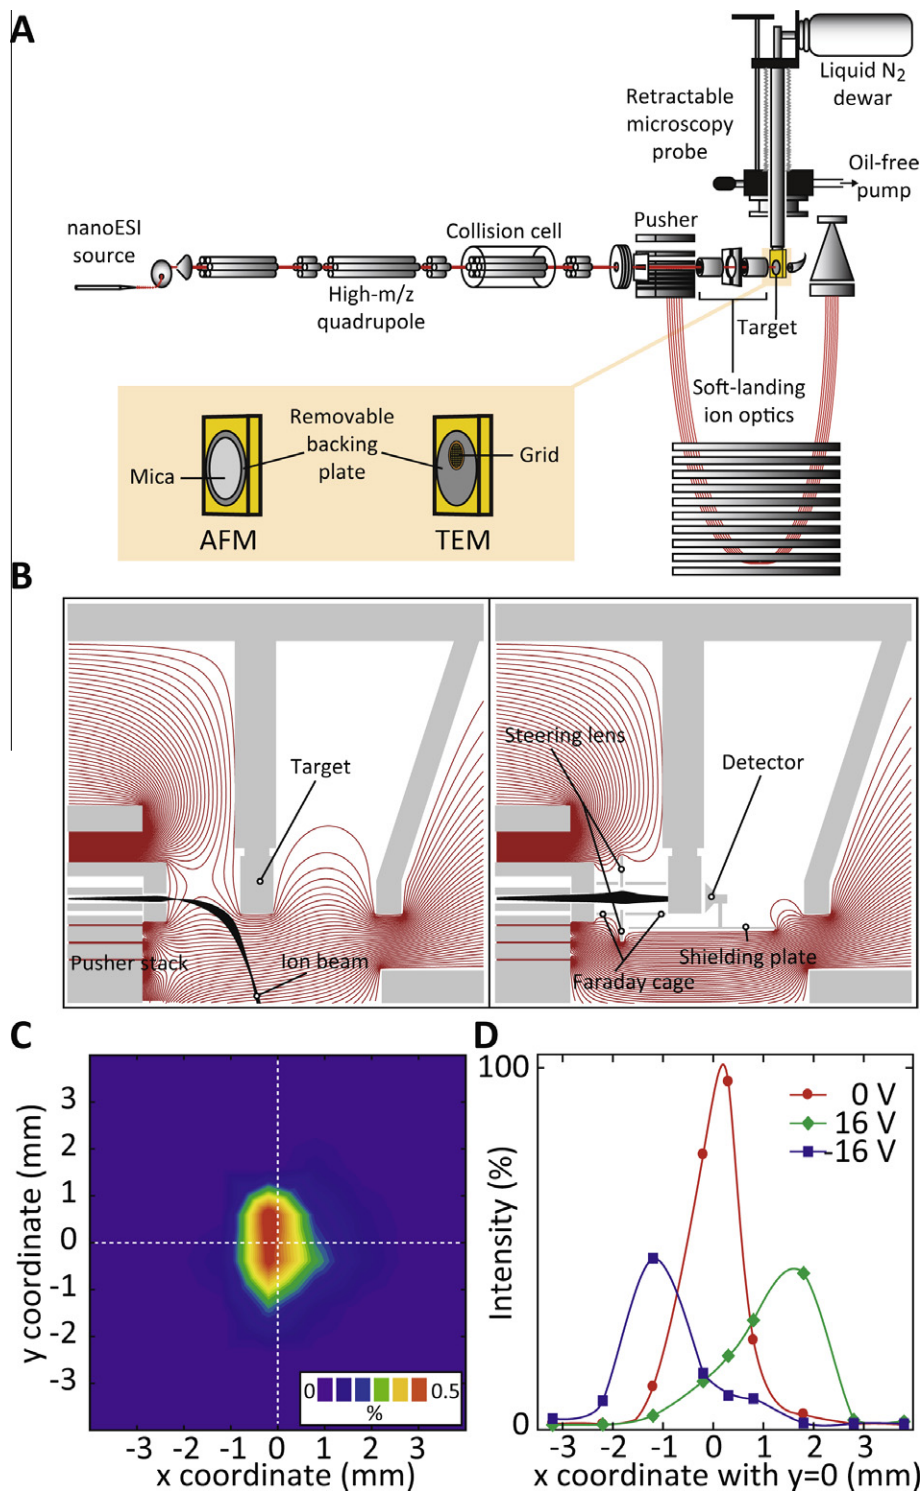 A
Liquid N2
dewar
Retractable
microscopy
probe
Oil-free
pump
nanoESI
source
Collision cell
Pusher
High-m/z
quadrupole
Target
Soft-landing
ion optics
Removable
backing
plate
Mica
Grid
AFM
TEM
B
Target
Pusher stack
Ion beam
Steering lens
Detector
Shielding plate
Faraday cage
C
y coordinate (mm)
3
2
1
0
-1
-2
-3
0
0.5
%
-3 -2 -1 0 1 2 3
x coordinate (mm)
D
Intensity (%)
100
0
0 V
16 V
-16 V
-3 -2 -1 0 1 2 3
x coordinate with y=0 (mm)